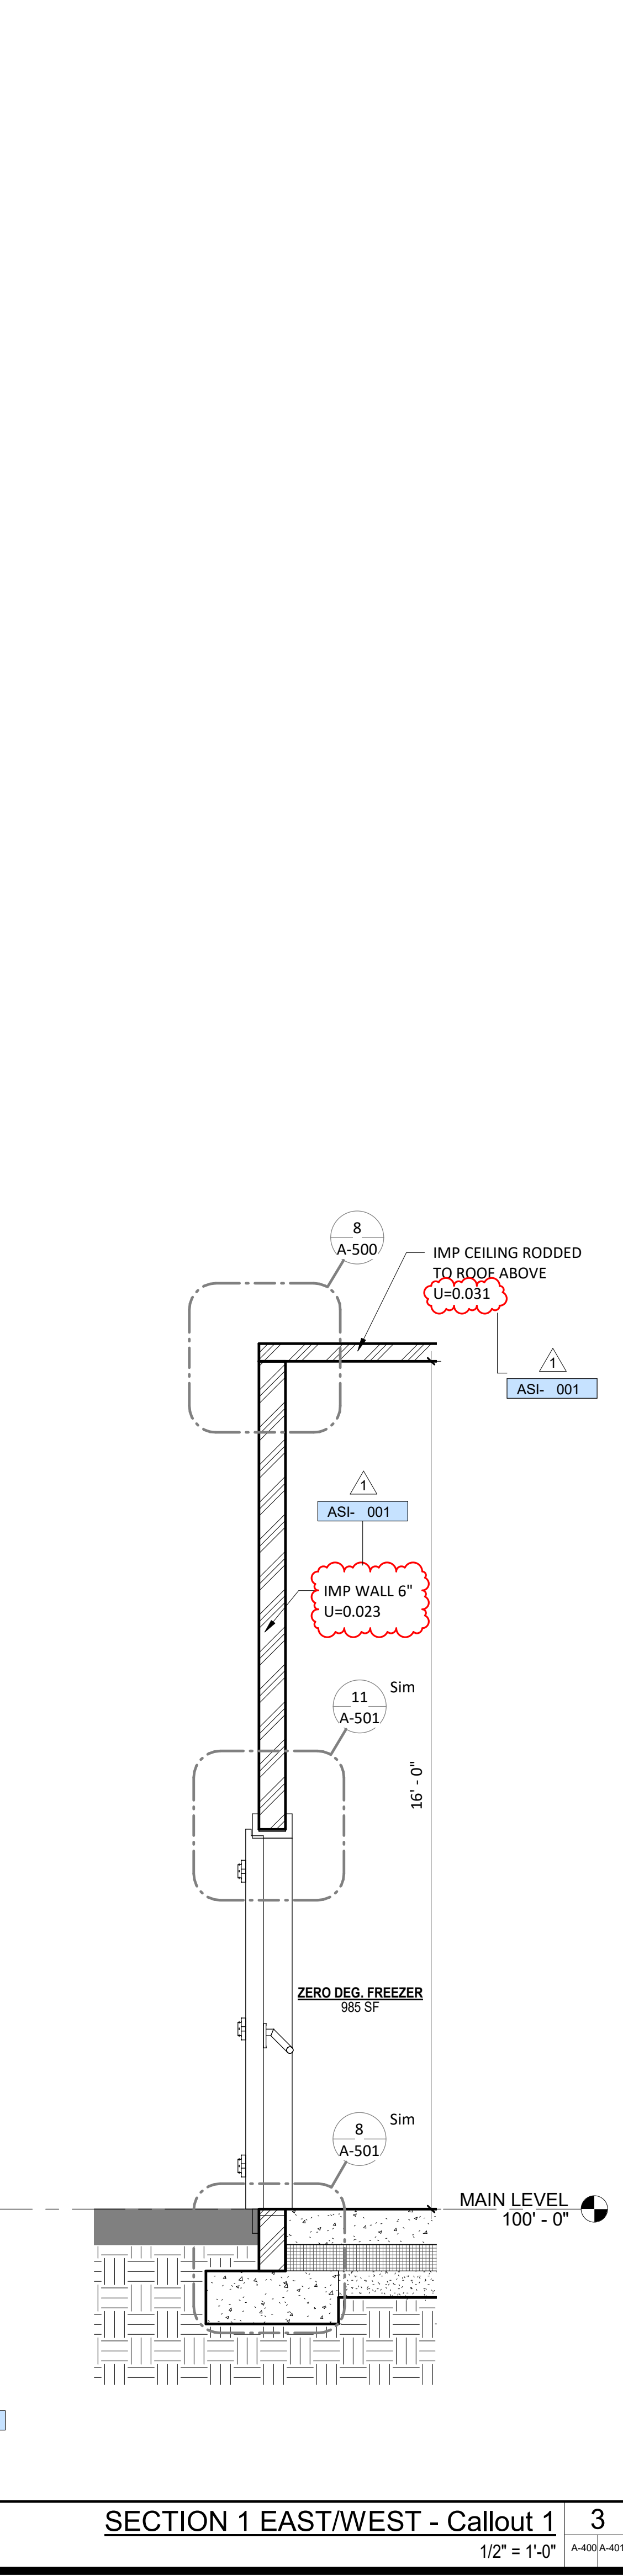 8
A-500
IMP CEILING RODDED
TO ROOF ABOVE
U=0.031
1
ASI- 001
1
ASI- 001
IMP WALL 6"
U=0.023
11
A-501
Sim
16' - 0"
ZERO DEG. FREEZER
985 SF
8
A-501
Sim
MAIN LEVEL
100' - 0"
SECTION 1 EAST/WEST - Callout 1
3
1/2" = 1'-0"
A-400
A-401